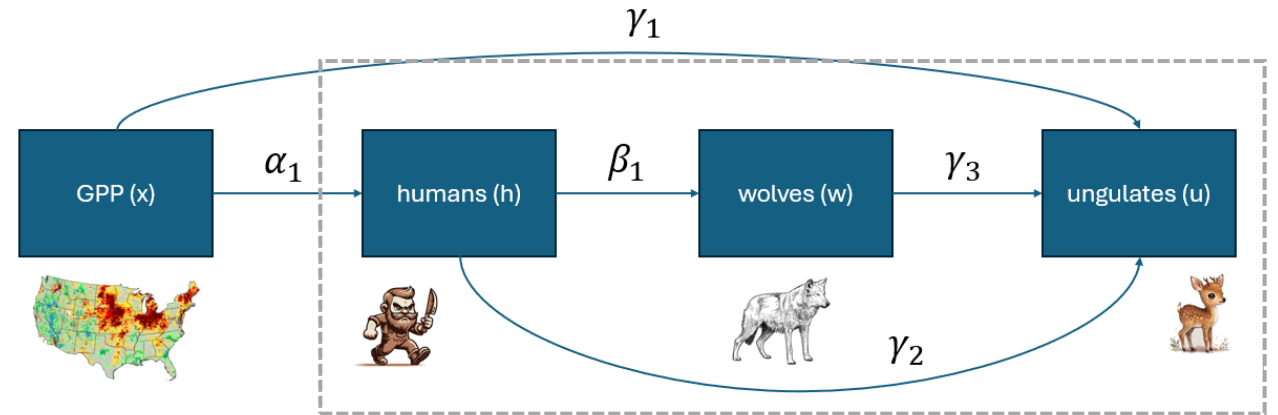 γ₁
GPP (x)
α₁
humans (h)
β₁
wolves (w)
γ₃
ungulates (u)
γ₂